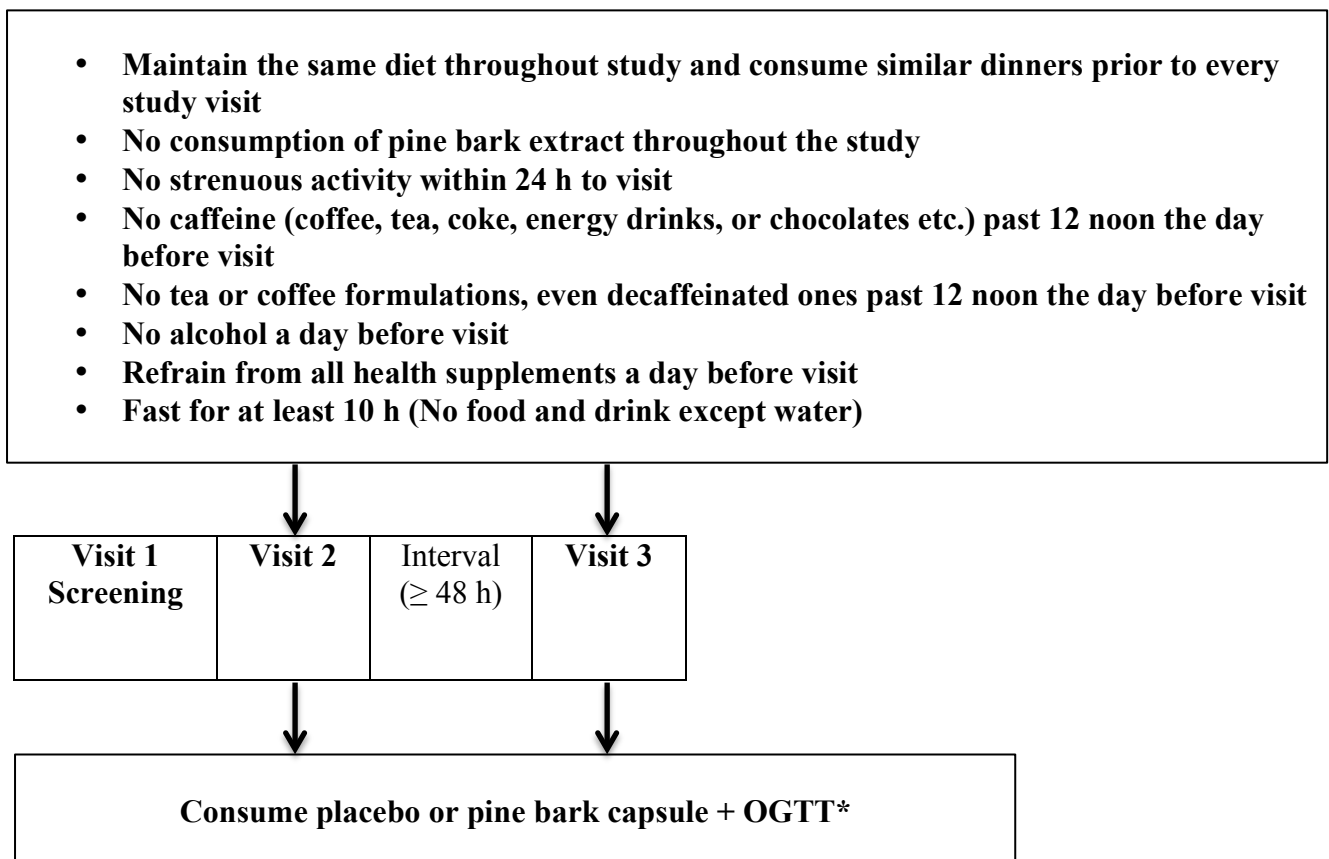 • Maintain the same diet throughout study and consume similar dinners prior to every
study visit
• No consumption of pine bark extract throughout the study
• No strenuous activity within 24 h to visit
• No caffeine (coffee, tea, coke, energy drinks, or chocolates etc.) past 12 noon the day
before visit
• No tea or coffee formulations, even decaffeinated ones past 12 noon the day before visit
• No alcohol a day before visit
• Refrain from all health supplements a day before visit
• Fast for at least 10 h (No food and drink except water)
Visit 1
Screening
Visit 2
Interval
(≥ 48 h)
Visit 3
Consume placebo or pine bark capsule + OGTT*